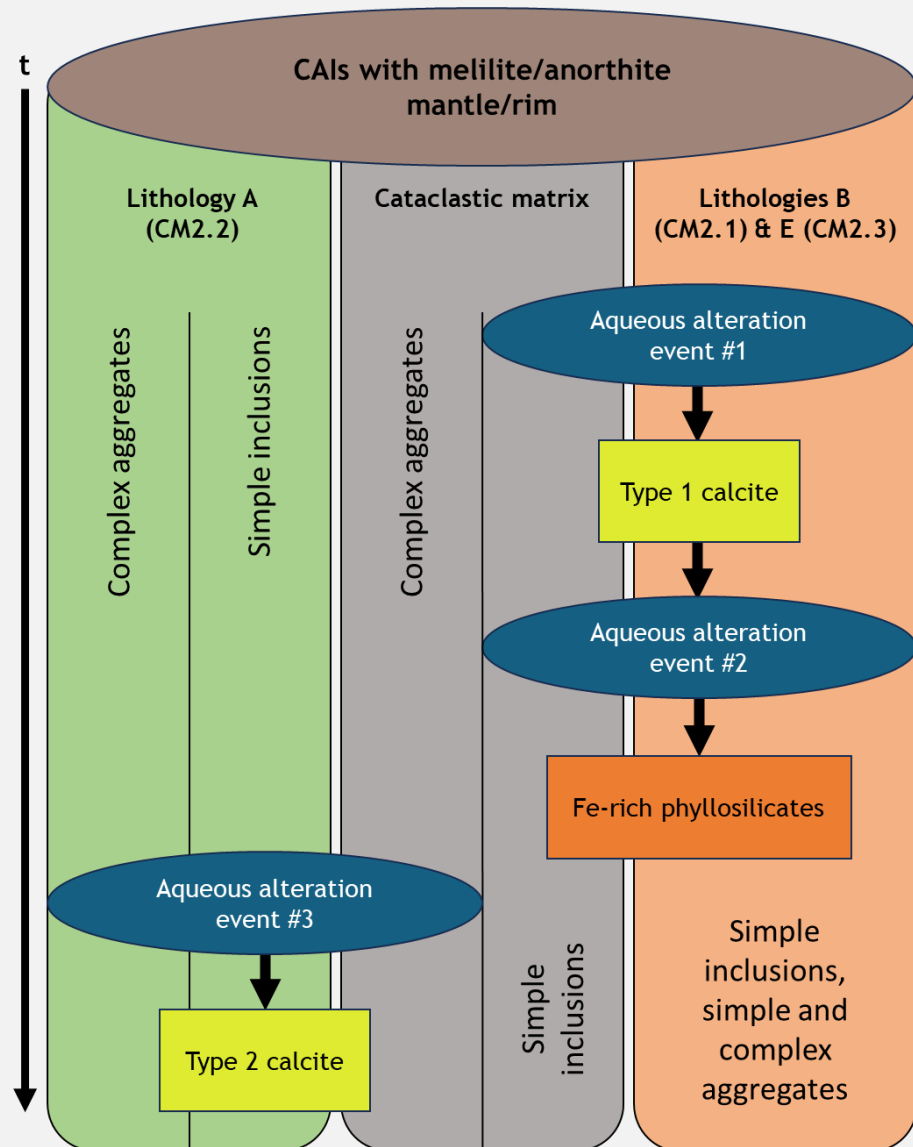 t
CAIs with melilite/anorthite
mantle/rim
Lithology A
(CM2.2)
Cataclastic matrix
Lithologies B
(CM2.1) & E (CM2.3)
Complex aggregates
Simple inclusions
Complex aggregates
Aqueous alteration
event #1
Type 1 calcite
Aqueous alteration
event #2
Fe-rich phyllosilicates
Aqueous alteration
event #3
Type 2 calcite
Simple
inclusions
Simple
inclusions,
simple and
complex
aggregates